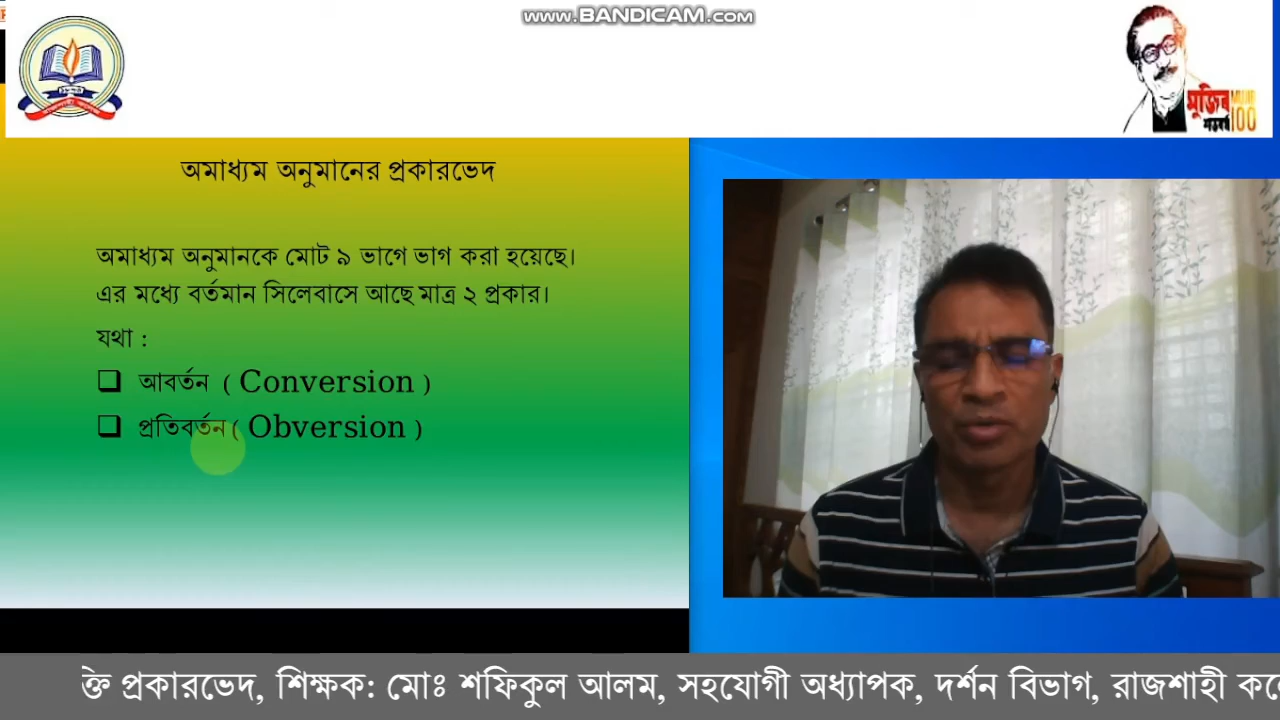 www.BANDICAM.com
মুজিব
শতবর্ষ
100
অমাধ্যম অনুমানের প্রকারভেদ
অমাধ্যম অনুমানকে মোট ৯ ভাগে ভাগ করা হয়েছে।
এর মধ্যে বর্তমান সিলেবাসে আছে মাত্র ২ প্রকার।
যথা :
আবর্তন ( Conversion )
প্রতিবর্তন ( Obversion )
প্রকারভেদ, শিক্ষক: মোঃ শফিকুল আলম, সহযোগী অধ্যাপক, দর্শন বিভাগ, রাজশাহী